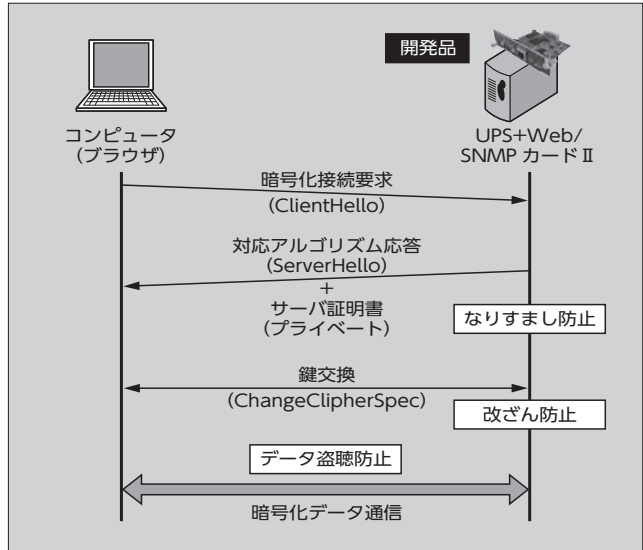 開発品
コンピュータ
(ブラウザ)
UPS+Web/
SNMP カードⅡ
暗号化接続要求
(ClientHello)
対応アルゴリズム応答
(ServerHello)
+
サーバ証明書
(プライベート)
なりすまし防止
鍵交換
(ChangeClipherSpec)
改ざん防止
データ盗聴防止
暗号化データ通信